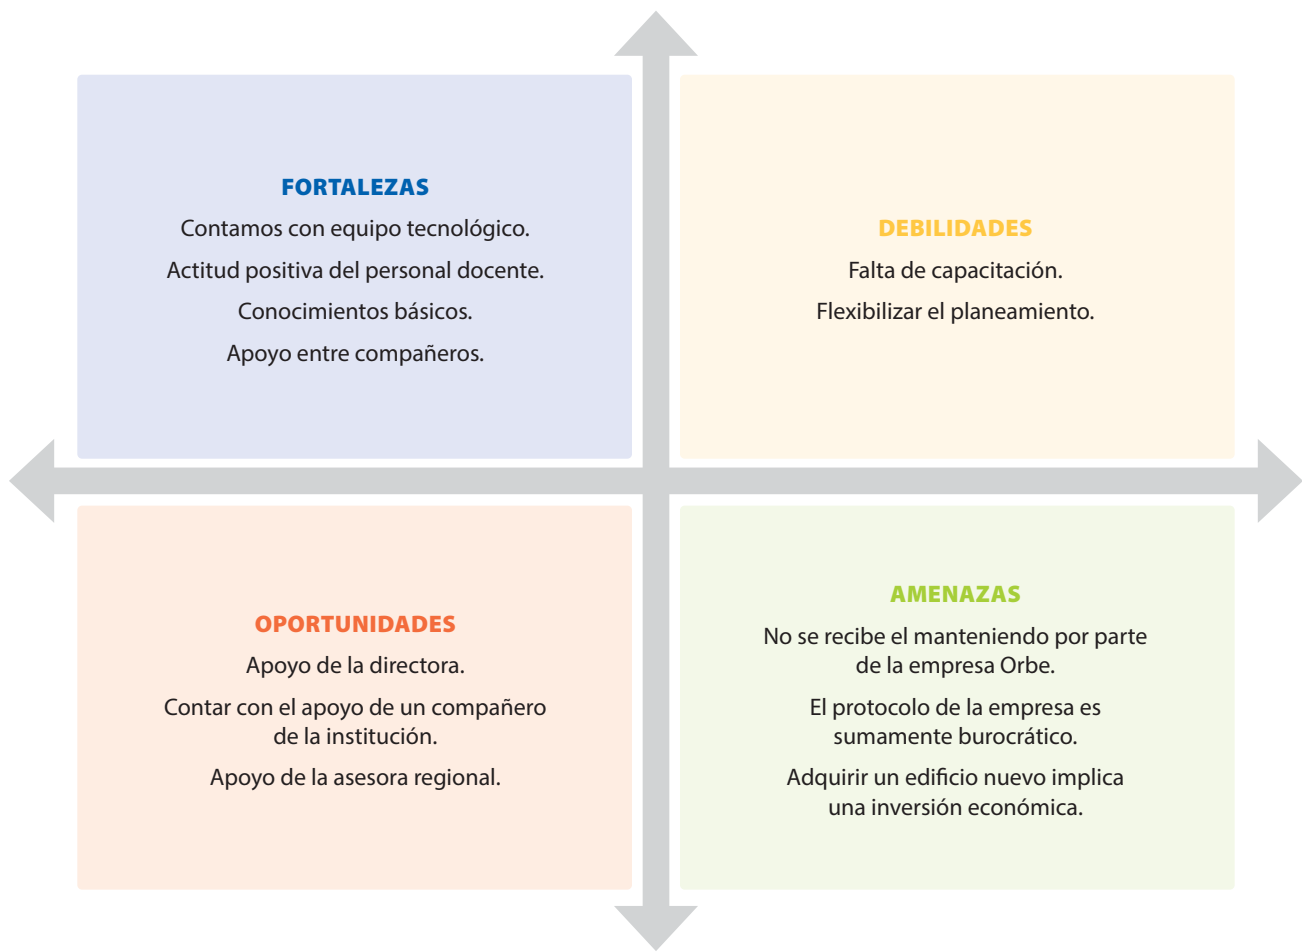 FORTALEZAS
Contamos con equipo tecnológico.
Actitud positiva del personal docente.
Conocimientos básicos.
Apoyo entre compañeros.
DEBILIDADES
Falta de capacitación.
Flexibilizar el planeamiento.
OPORTUNIDADES
Apoyo de la directora.
Contar con el apoyo de un compañero
de la institución.
Apoyo de la asesora regional.
AMENAZAS
No se recibe el manteniendo por parte
de la empresa Orbe.
El protocolo de la empresa es
sumamente burocrático.
Adquirir un edificio nuevo implica
una inversión económica.